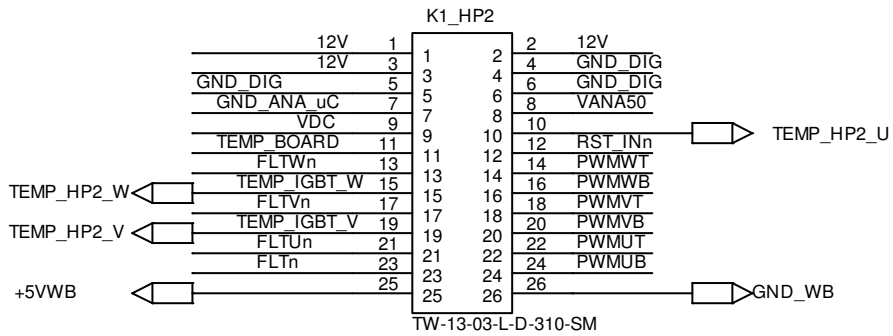 K1_HP2
12V 1 1 2 2 12V
12V 3 3 4 4 GND_DIG
GND_DIG 5 5 6 6 GND_DIG
GND_ANA_uC 7 7 8 8 VANA50
VDC 9 9 10 10 TEMP_HP2_U
TEMP_BOARD 11 11 12 12 RST_INn
FLTWn 13 13 14 14 PWMWT
TEMP_HP2_W TEMP_IGBT_W 15 15 16 16 PWMWB
FLTVn 17 17 18 18 PWMVT
TEMP_HP2_V TEMP_IGBT_V 19 19 20 20 PWMVB
FLTUn 21 21 22 22 PWMUT
FLTn 23 23 24 24 PWMUB
+5VWB 25 25 26 26 GND_WB
TW-13-03-L-D-310-SM